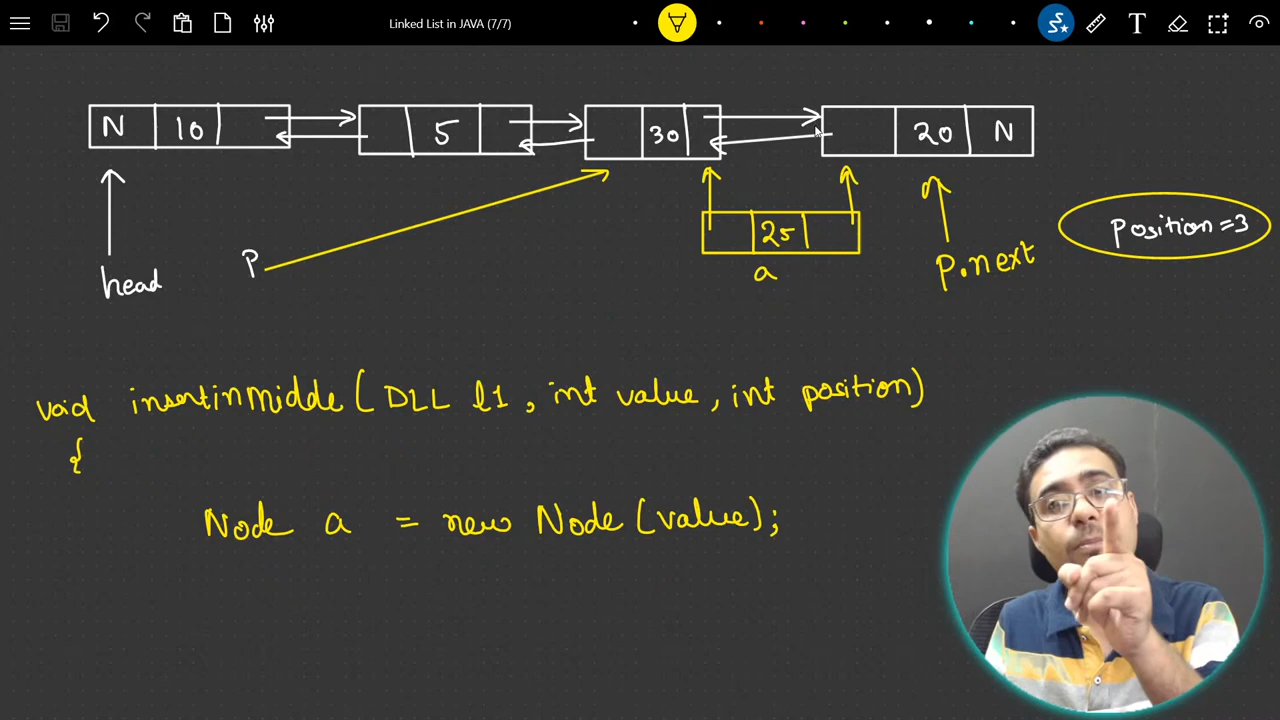 Linked List in JAVA (7/7)
T
N 10 5 30 20 N
25
a
P
head
P.next
Position=3
void insertinmidde(DLL l1, int value, int position)
{
Node a = new Node(value);